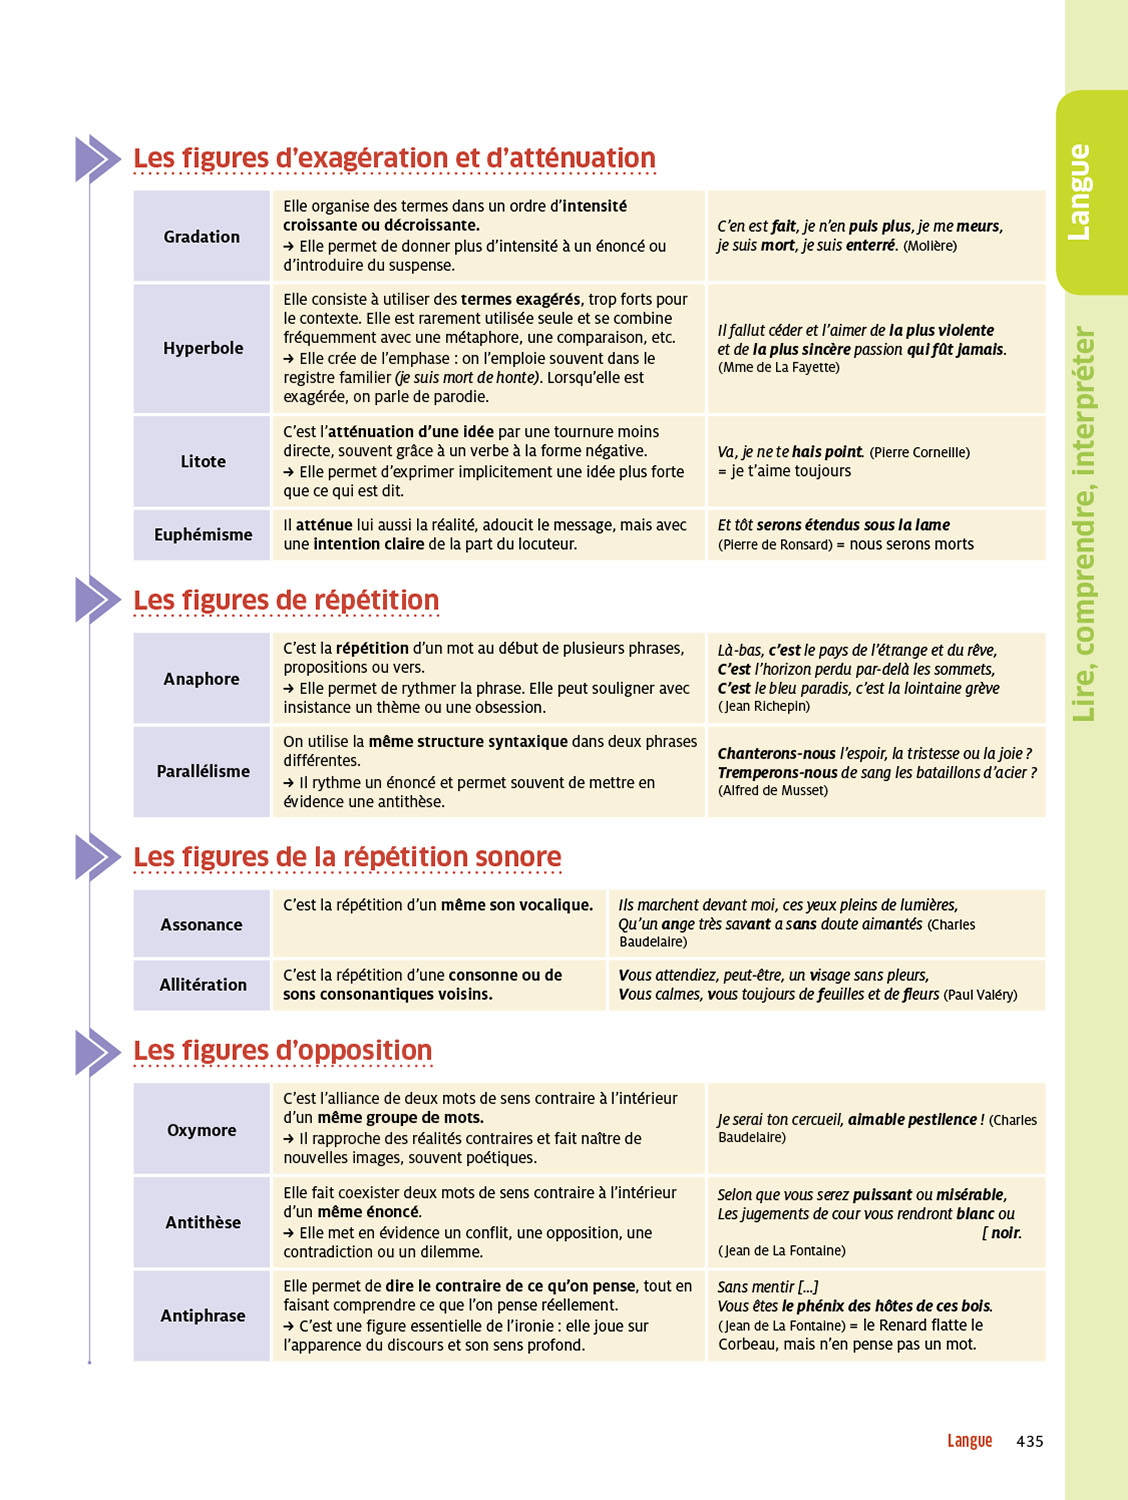 Les figures d'exagération et d'atténuation
Gradation
Elle organise des termes dans un ordre d'intensité
croissante ou décroissante.
→ Elle permet de donner plus d'intensité à un énoncé ou
d'introduire du suspense.
C'en est fait, je n'en puis plus, je me meurs,
je suis mort, je suis enterré. (Molière)
Hyperbole
Elle consiste à utiliser des termes exagérés, trop forts pour
le contexte. Elle est rarement utilisée seule et se combine
fréquemment avec une métaphore, une comparaison, etc.
→ Elle crée de l'emphase : on l'emploie souvent dans le
registre familier (je suis mort de honte). Lorsqu'elle est
exagérée, on parle de parodie.
Il fallut céder et l'aimer de la plus violente
et de la plus sincère passion qui fût jamais.
(Mme de La Fayette)
Litote
C'est l'atténuation d'une idée par une tournure moins
directe, souvent grâce à un verbe à la forme négative.
→ Elle permet d'exprimer implicitement une idée plus forte
que ce qui est dit.
Va, je ne te hais point. (Pierre Corneille)
= je t'aime toujours
Euphémisme
Il atténue lui aussi la réalité, adoucit le message, mais avec
une intention claire de la part du locuteur.
Et tôt serons étendus sous la lame
(Pierre de Ronsard) = nous serons morts
Les figures de répétition
Anaphore
C'est la répétition d'un mot au début de plusieurs phrases,
propositions ou vers.
→ Elle permet de rythmer la phrase. Elle peut souligner avec
insistance un thème ou une obsession.
Là-bas, c'est le pays de l'étrange et du rêve,
C'est l'horizon perdu par-delà les sommets,
C'est le bleu paradis, c'est la lointaine grève
(Jean Richepin)
Parallélisme
On utilise la même structure syntaxique dans deux phrases
différentes.
→ Il rythme un énoncé et permet souvent de mettre en
évidence une antithèse.
Chanterons-nous l'espoir, la tristesse ou la joie ?
Tremperons-nous de sang les bataillons d'acier ?
(Alfred de Musset)
Les figures de la répétition sonore
Assonance
C'est la répétition d'un même son vocalique.
Ils marchent devant moi, ces yeux pleins de lumières,
Qu'un ange très savant a sans doute aimantés (Charles
Baudelaire)
Allitération
C'est la répétition d'une consonne ou de
sons consonantiques voisins.
Vous attendiez, peut-être, un visage sans pleurs,
Vous calmes, vous toujours de feuilles et de fleurs (Paul Valéry)
Les figures d'opposition
Oxymore
C'est l'alliance de deux mots de sens contraire à l'intérieur
d'un même groupe de mots.
→ Il rapproche des réalités contraires et fait naître de
nouvelles images, souvent poétiques.
Je serai ton cercueil, aimable pestilence ! (Charles
Baudelaire)
Antithèse
Elle fait coexister deux mots de sens contraire à l'intérieur
d'un même énoncé.
→ Elle met en évidence un conflit, une opposition, une
contradiction ou un dilemme.
Selon que vous serez puissant ou misérable,
Les jugements de cour vous rendront blanc ou
[ noir.
(Jean de La Fontaine)
Antiphrase
Elle permet de dire le contraire de ce qu'on pense, tout en
faisant comprendre ce que l'on pense réellement.
→ C'est une figure essentielle de l'ironie : elle joue sur
l'apparence du discours et son sens profond.
Sans mentir [...]
Vous êtes le phénix des hôtes de ces bois.
(Jean de La Fontaine) = le Renard flatte le
Corbeau, mais n'en pense pas un mot.
Langue
Lire, comprendre, interpréter
Langue 435